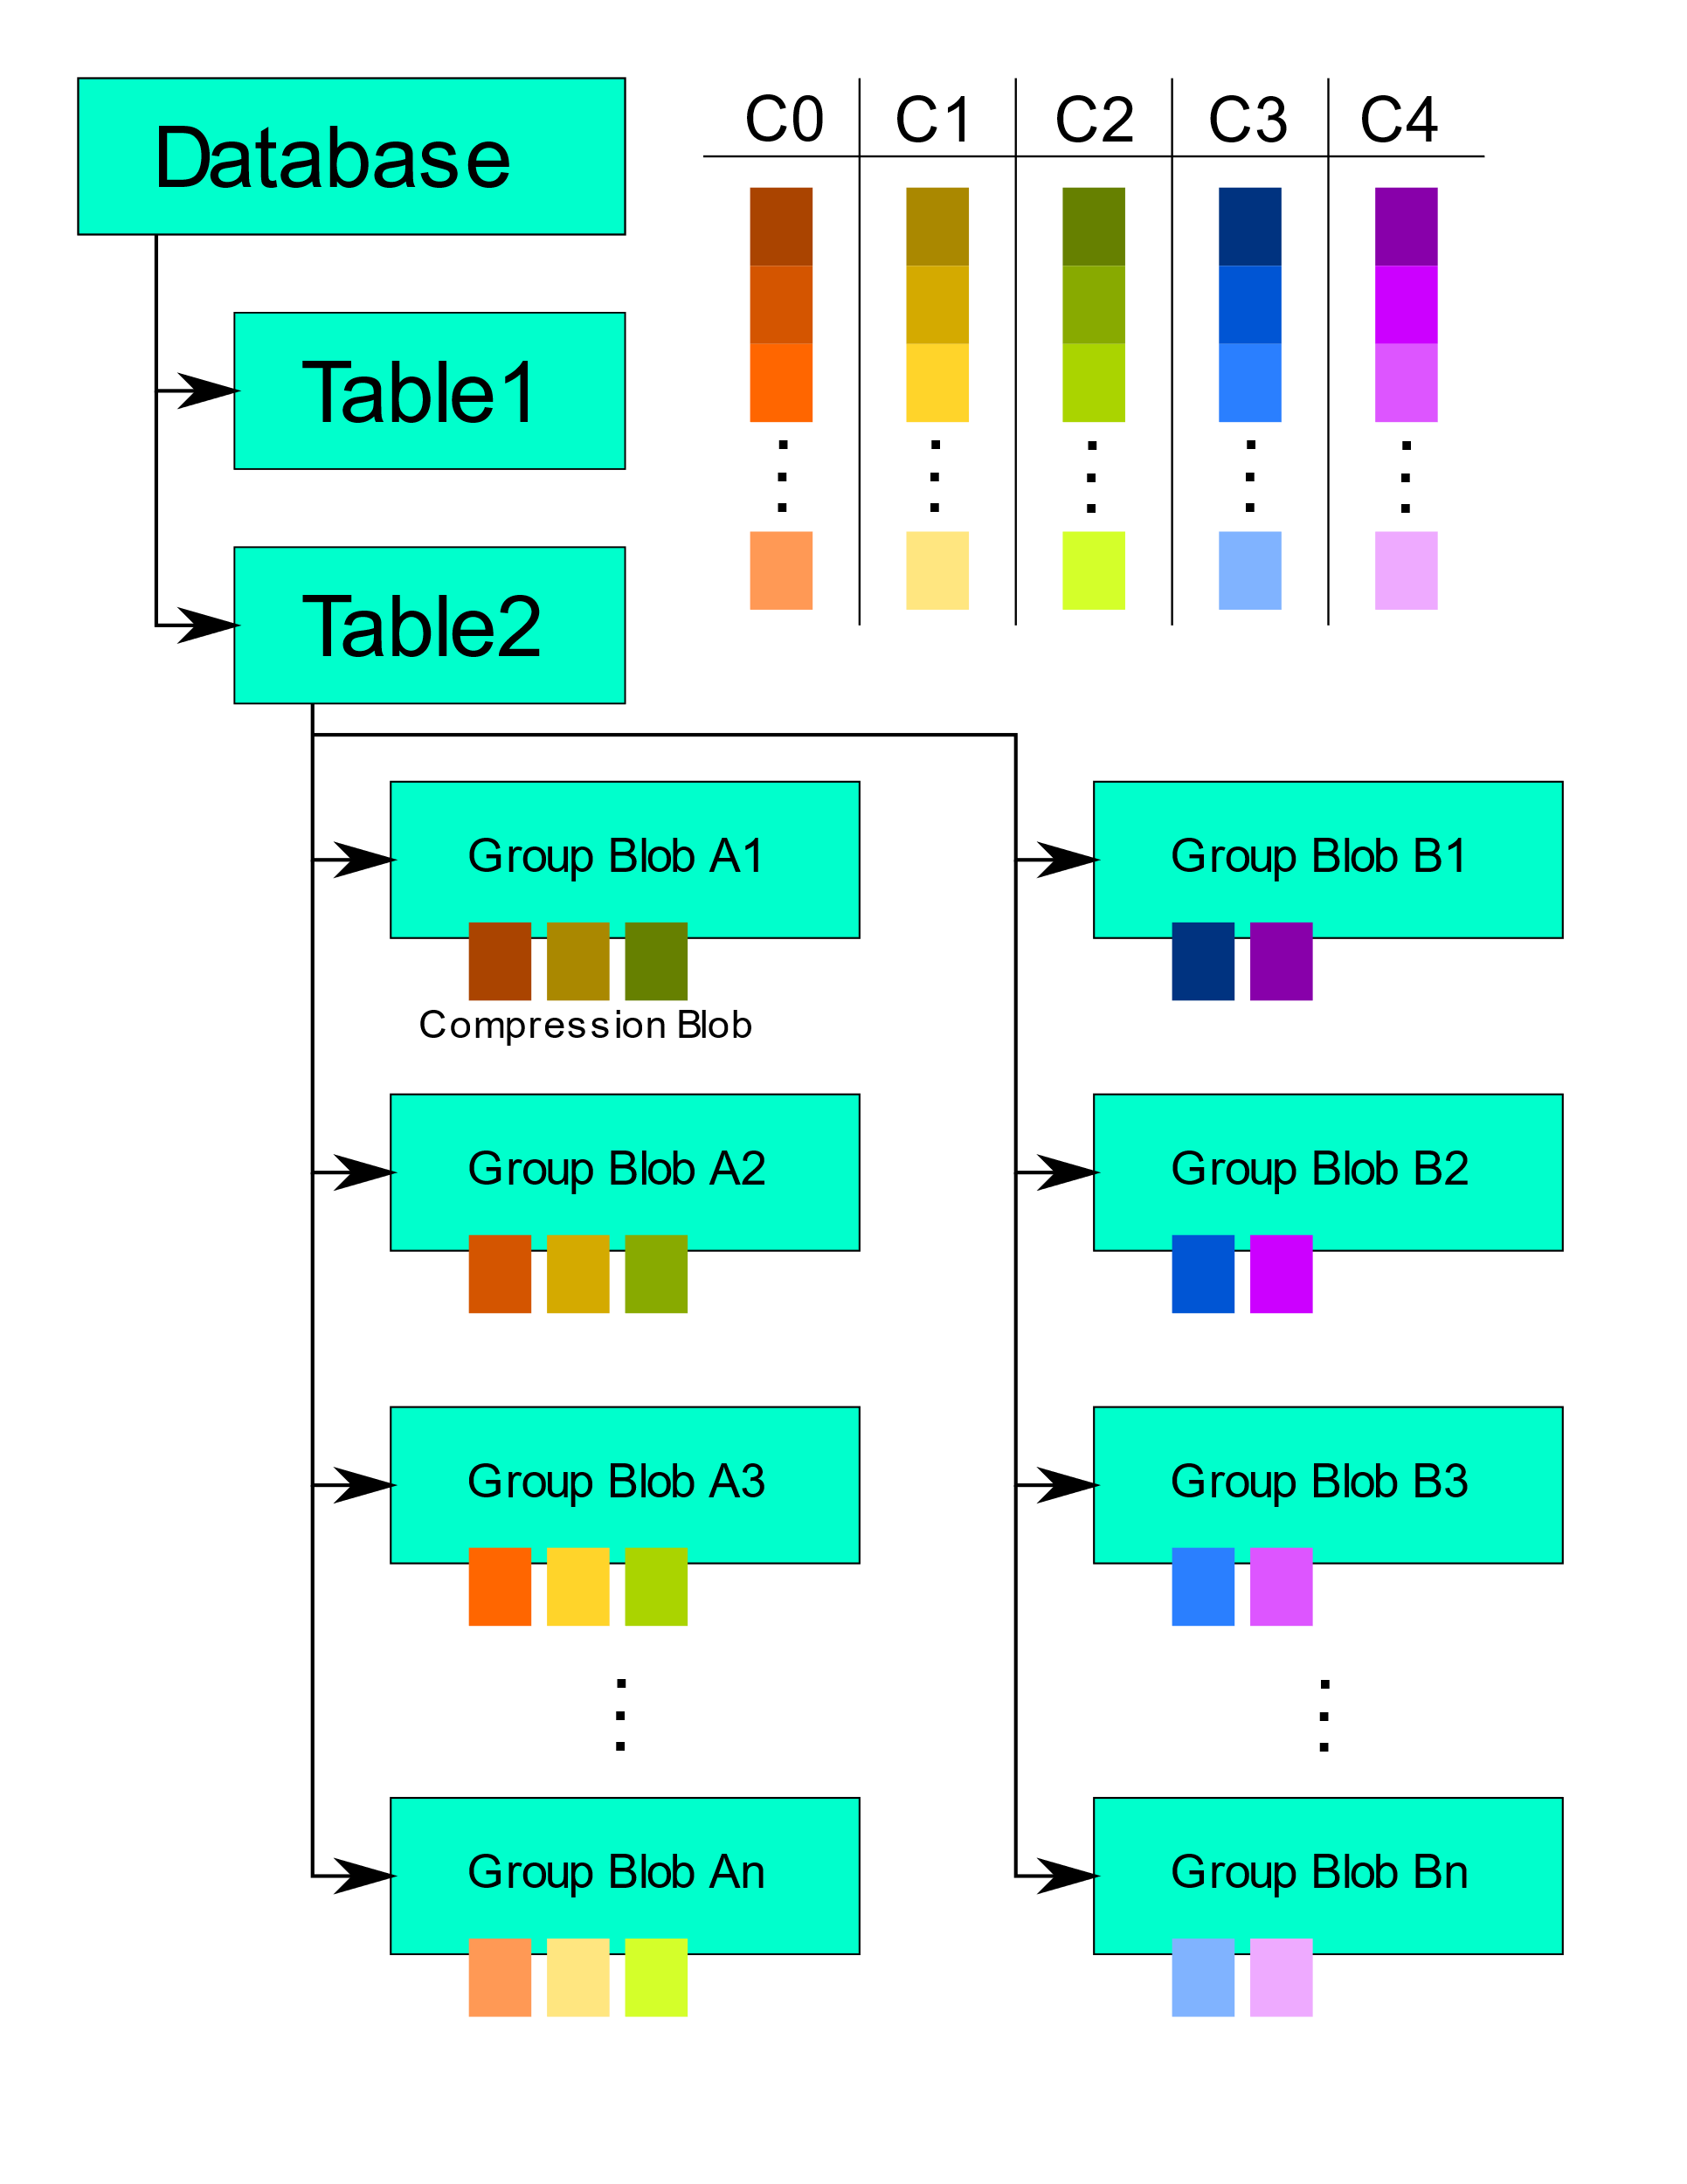 Database
C0 C1 C2 C3 C4
Table1
Table2
Group Blob A1
Group Blob B1
Compression Blob
Group Blob A2
Group Blob B2
Group Blob A3
Group Blob B3
Group Blob An
Group Blob Bn